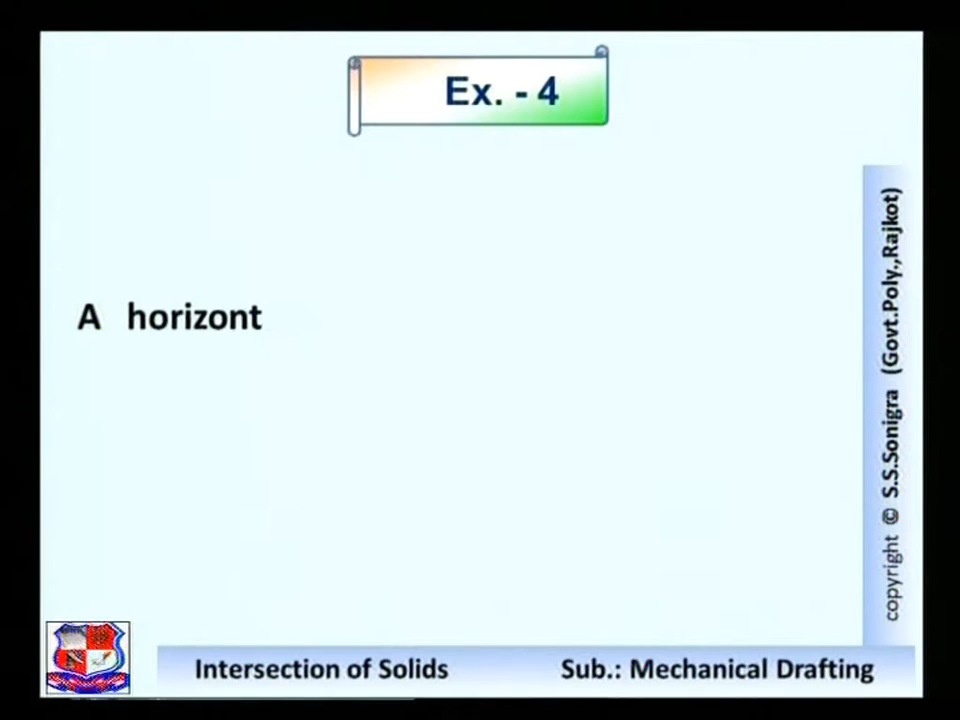 Ex. - 4
A horizont
copyright © S.S.Sonigra (Govt.Poly.,Rajkot)
Intersection of Solids Sub.: Mechanical Drafting